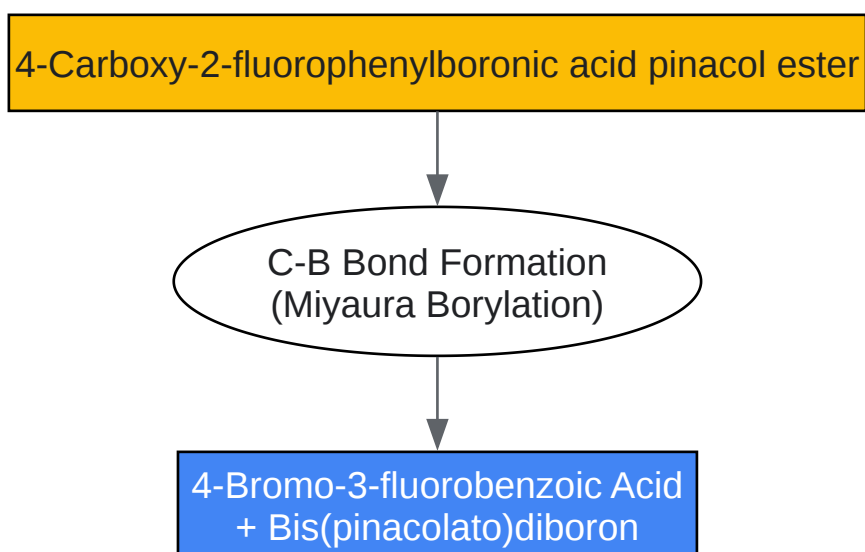 4-Carboxy-2-fluorophenylboronic acid pinacol ester
C-B Bond Formation
(Miyaura Borylation)
4-Bromo-3-fluorobenzoic Acid
+ Bis(pinacolato)diboron